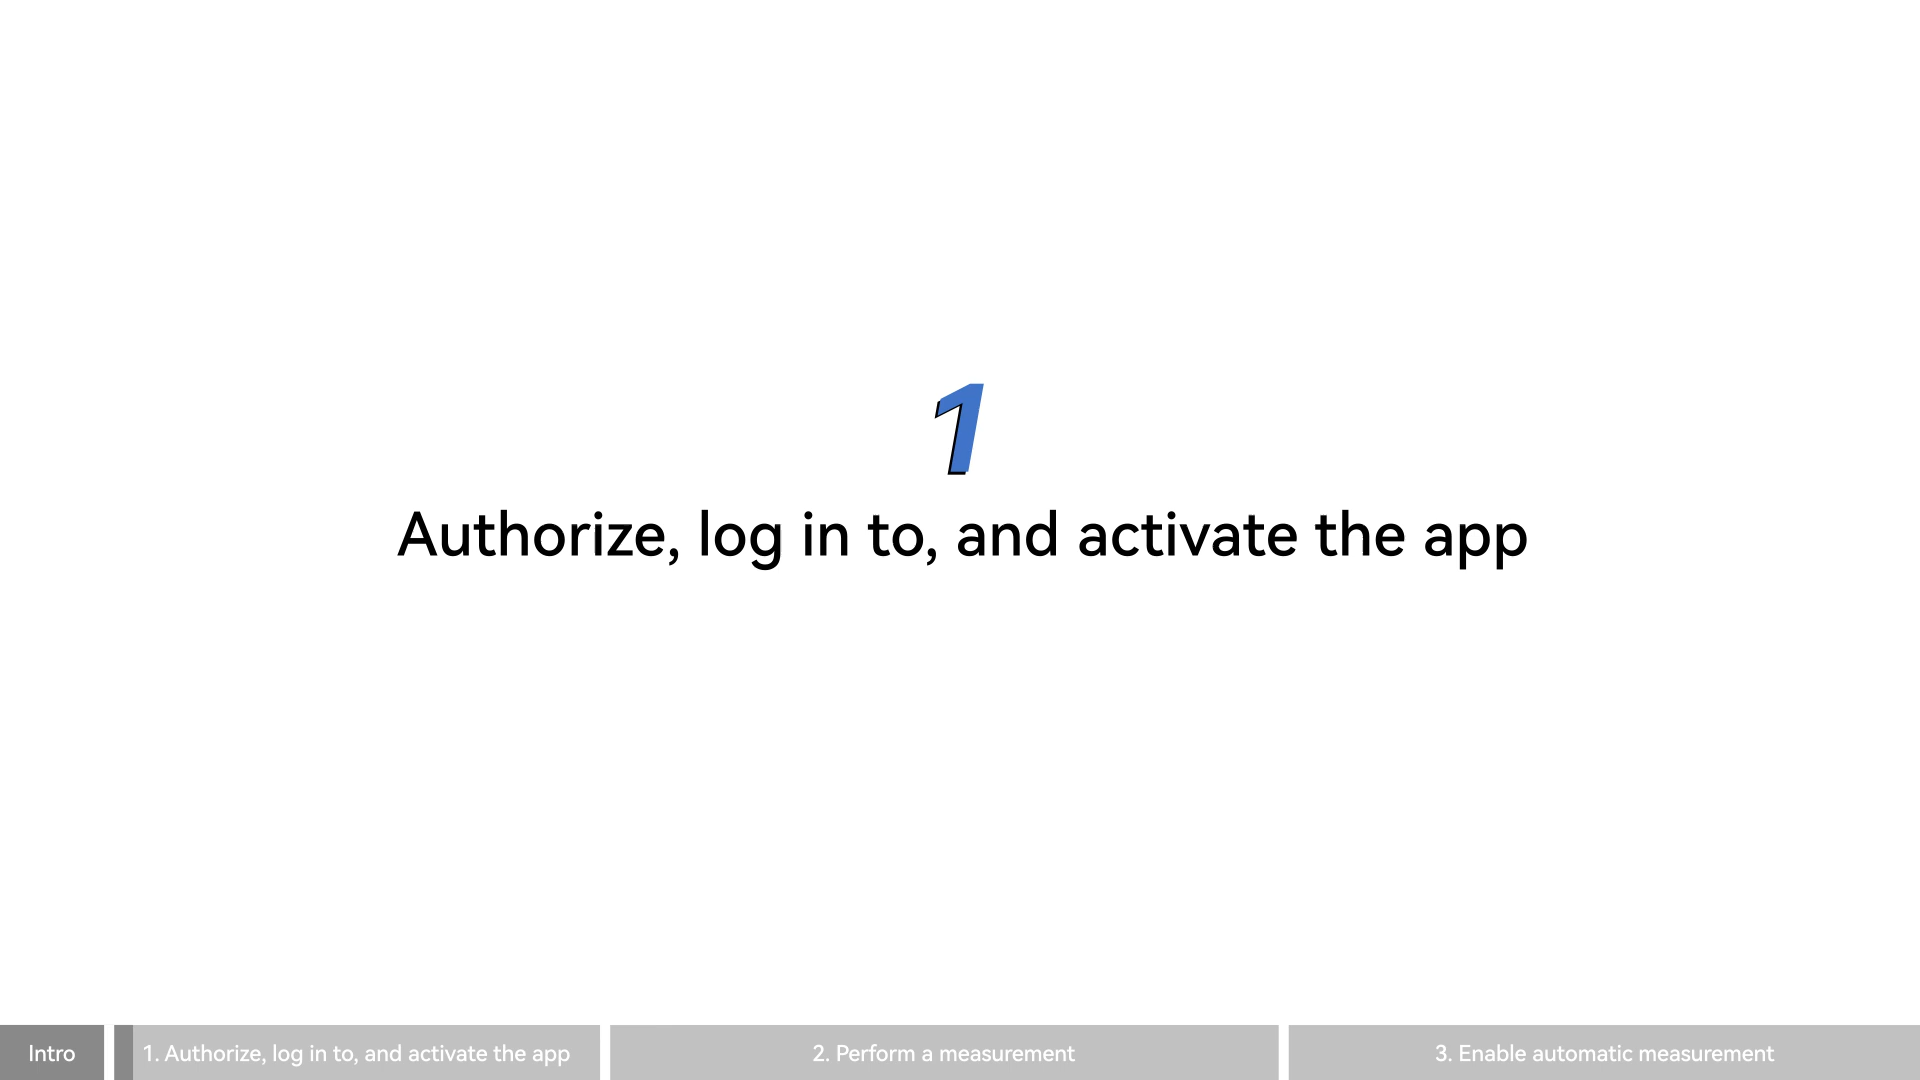 1
Authorize, log in to, and activate the app
Intro
1. Authorize, log in to, and activate the app
2. Perform a measurement
3. Enable automatic measurement